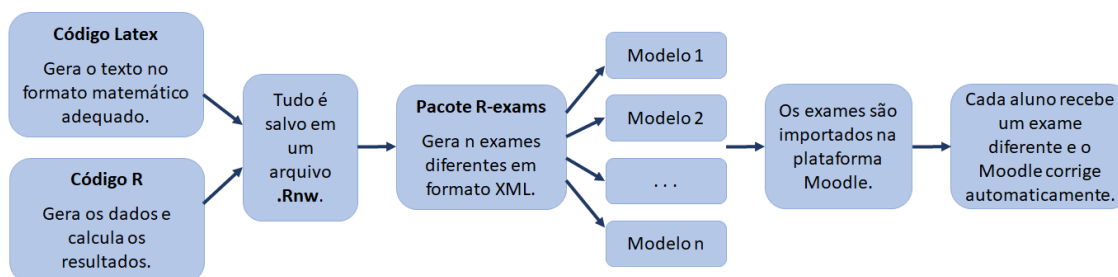 Código Latex
Gera o texto no
formato matemático
adequado.
Código R
Gera os dados e
calcula os
resultados.
Tudo é
salvo em
um
arquivo
.Rnw.
Pacote R-exams
Gera n exames
diferentes em
formato XML.
Modelo 1
Modelo 2
. . .
Modelo n
Os exames são
importados na
plataforma
Moodle.
Cada aluno recebe
um exame
diferente e o
Moodle corrige
automaticamente.